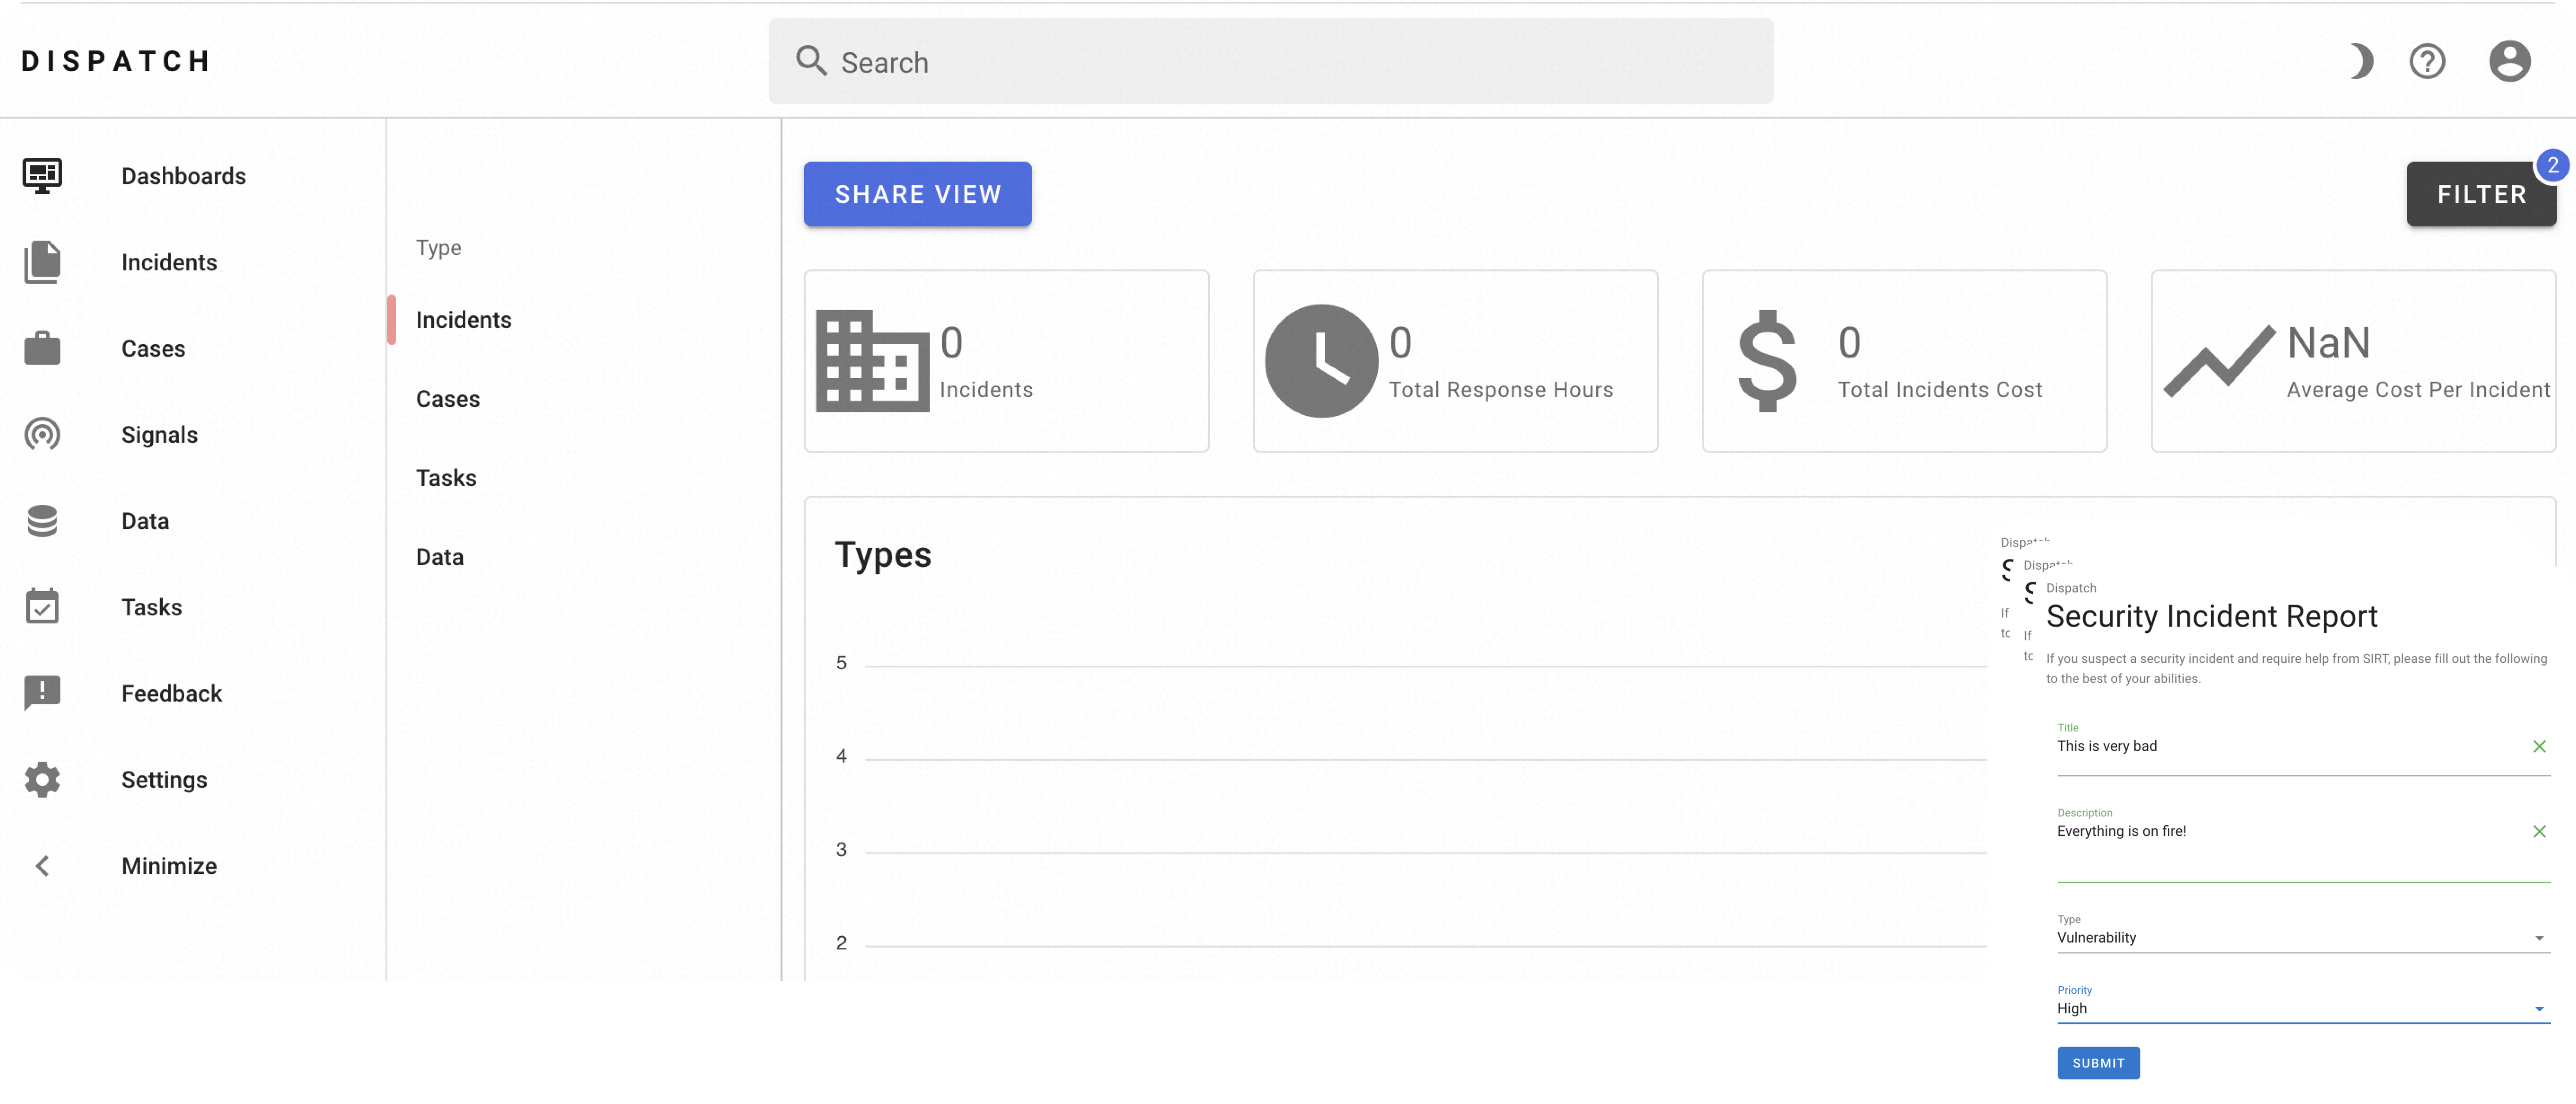 DISPATCH
Search
Dashboards
Incidents
Cases
Signals
Data
Tasks
Feedback
Settings
Minimize
Type
Incidents
Cases
Tasks
Data
SHARE VIEW
FILTER
2
0
Incidents
0
Total Response Hours
0
Total Incidents Cost
NaN
Average Cost Per Incident
Types
5
4
3
2
S
If
S
If
Dispatch
Security Incident Report
If you suspect a security incident and require help from SIRT, please fill out the following
to the best of your abilities.
Title
This is very bad
Description
Everything is on fire!
Type
Vulnerability
Priority
High
SUBMIT